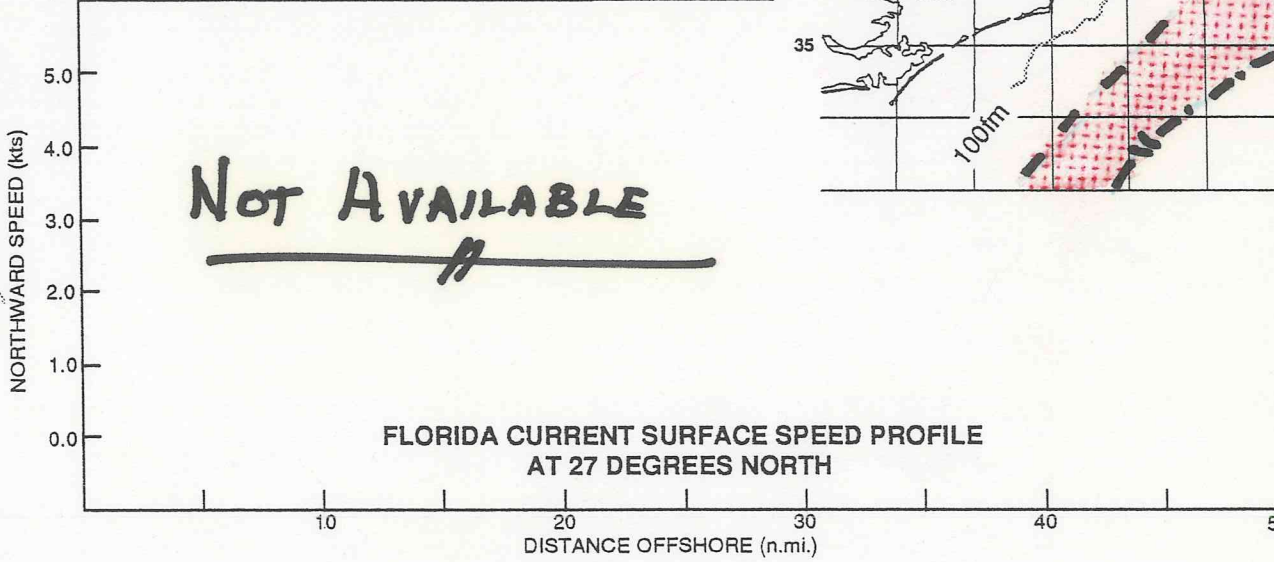 35
100fm
NORTHWARD SPEED (kts)
5.0
4.0
3.0
2.0
1.0
0.0
NOT AVAILABLE
FLORIDA CURRENT SURFACE SPEED PROFILE
AT 27 DEGREES NORTH
10
20
30
40
DISTANCE OFFSHORE (n.mi.)